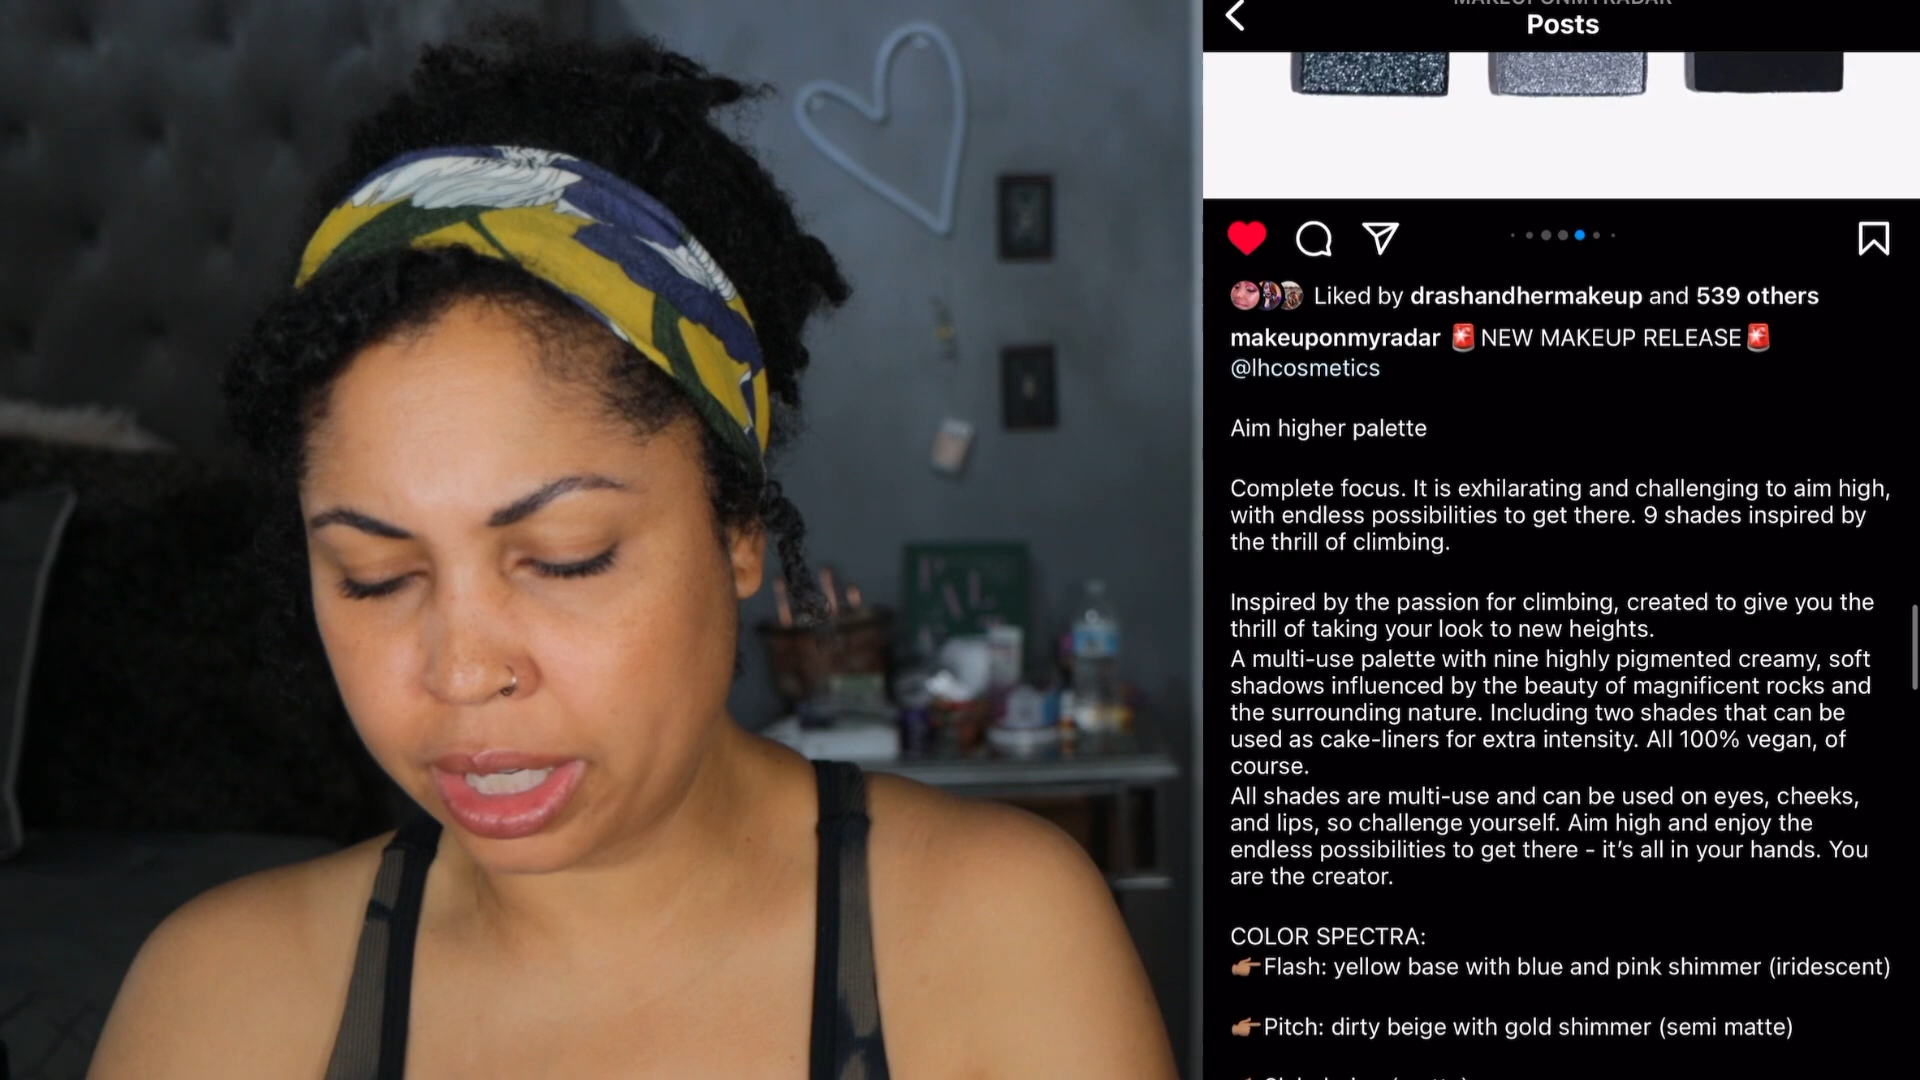 MAKEUPONMYRADAR
Posts
Liked by drashandhermakeup and 539 others
makeuponmyradar 🚨NEW MAKEUP RELEASE🚨
@lhcosmetics
Aim higher palette
Complete focus. It is exhilarating and challenging to aim high,
with endless possibilities to get there. 9 shades inspired by
the thrill of climbing.
Inspired by the passion for climbing, created to give you the
thrill of taking your look to new heights.
A multi-use palette with nine highly pigmented creamy, soft
shadows influenced by the beauty of magnificent rocks and
the surrounding nature. Including two shades that can be
used as cake-liners for extra intensity. All 100% vegan, of
course.
All shades are multi-use and can be used on eyes, cheeks,
and lips, so challenge yourself. Aim high and enjoy the
endless possibilities to get there - it’s all in your hands. You
are the creator.
COLOR SPECTRA:
👉🏽Flash: yellow base with blue and pink shimmer (iridescent)
👉🏽Pitch: dirty beige with gold shimmer (semi matte)